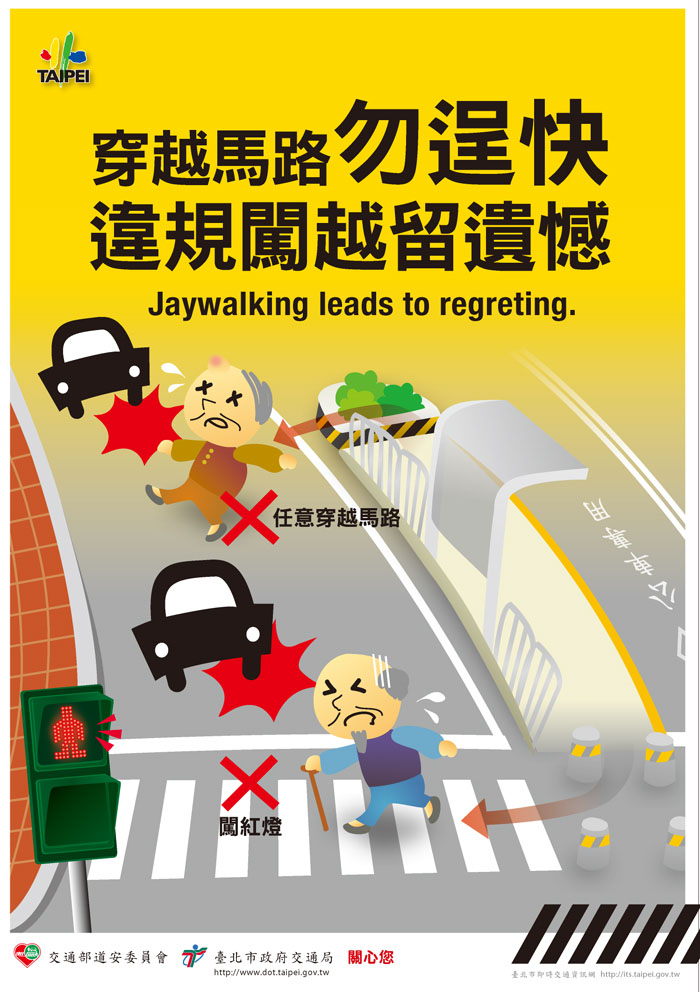 TAIPEI
穿越馬路勿逞快
違規闖越留遺憾
Jaywalking leads to regreting.
任意穿越馬路
公車專用
闖紅燈
交通部道安委員會
臺北市政府交通局
http://www.dot.taipei.gov.tw
關心您
臺北市即時交通資訊網 http://its.taipei.gov.tw